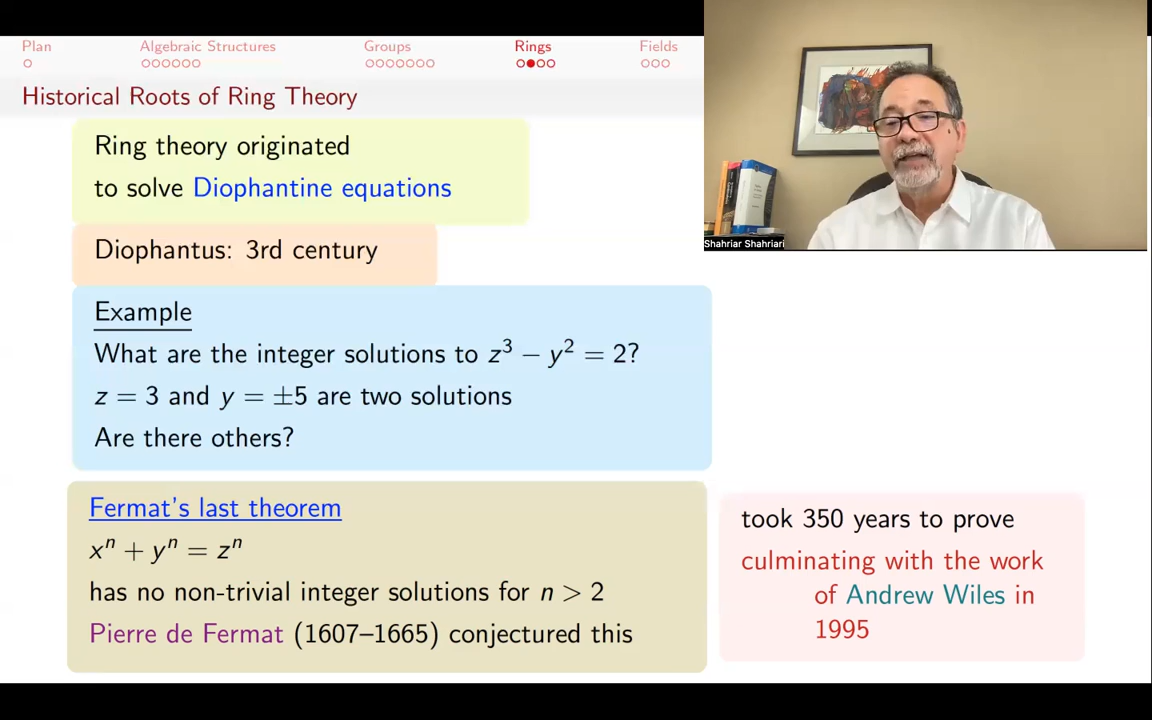 Plan
Algebraic Structures
Groups
Rings
Fields
Historical Roots of Ring Theory
Ring theory originated
to solve Diophantine equations
Diophantus: 3rd century
Example
What are the integer solutions to z³ − y² = 2?
z = 3 and y = ±5 are two solutions
Are there others?
Fermat's last theorem
xⁿ + yⁿ = zⁿ
has no non-trivial integer solutions for n > 2
Pierre de Fermat (1607–1665) conjectured this
took 350 years to prove
culminating with the work
of Andrew Wiles in
1995
Shahriar Shahriari